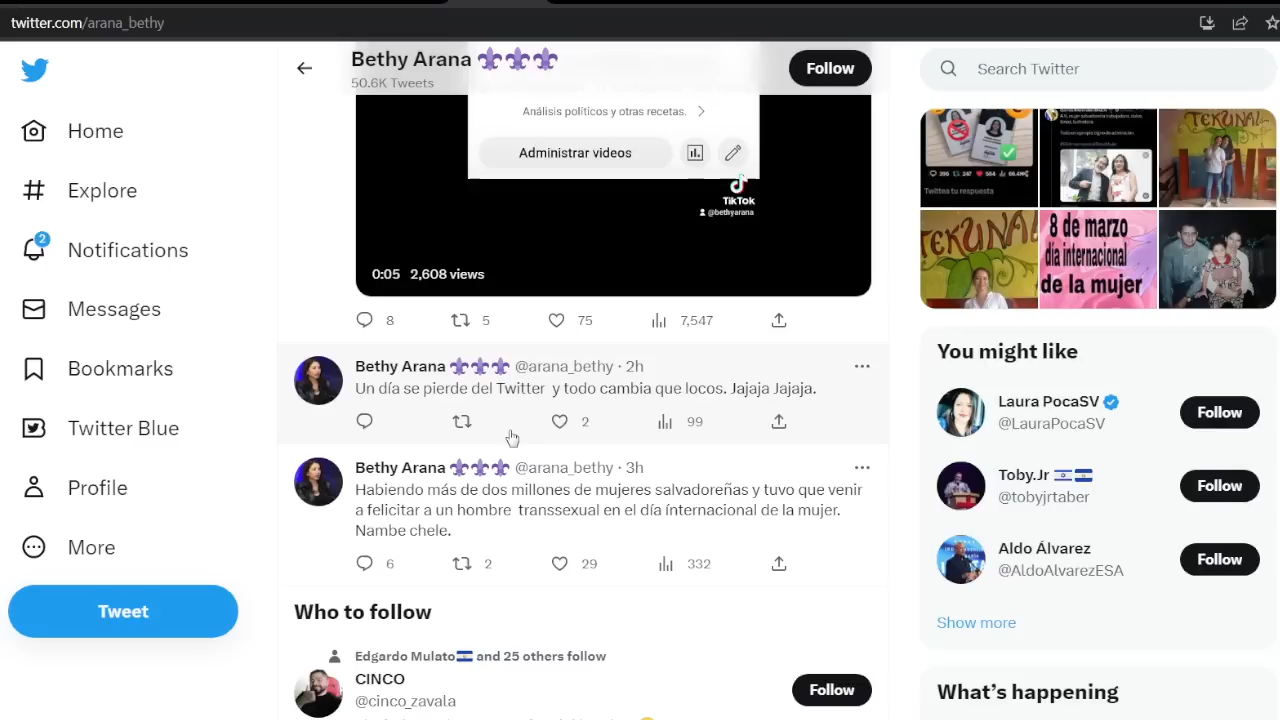 twitter.com/arana_bethy
Home
Explore
2
Notifications
Messages
Bookmarks
Twitter Blue
Profile
More
Tweet
Bethy Arana
50.6K Tweets
Follow
Análisis políticos y otras recetas.
Administrar videos
TikTok
@bethyarana
0:05 2,608 views
8 5 75 7,547
Bethy Arana @arana_bethy · 2h
Un día se pierde del Twitter y todo cambia que locos. Jajaja Jajaja.
2 99
Bethy Arana @arana_bethy · 3h
Habiendo más de dos millones de mujeres salvadoreñas y tuvo que venir
a felicitar a un hombre transsexual en el día ínternacional de la mujer.
Nambe chele.
6 2 29 332
Who to follow
Edgardo Mulato and 25 others follow
CINCO
@cinco_zavala
Follow
Search Twitter
Twittea tu respuesta
TEKUNAL
TEKUNAL
8 de marzo
dia internacional
de la mujer
You might like
Laura PocaSV
@LauraPocaSV
Follow
Toby.Jr
@tobyjrtaber
Follow
Aldo Álvarez
@AldoAlvarezESA
Follow
Show more
What's happening